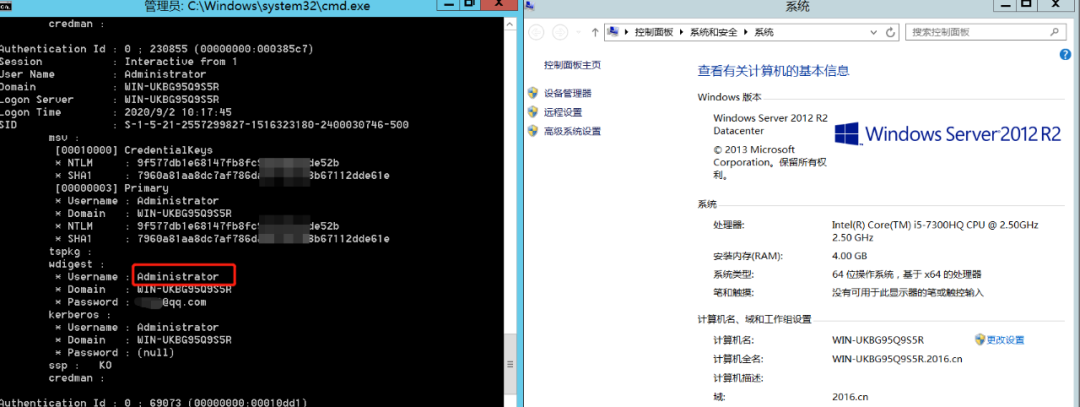 管理员: C:\Windows\system32\cmd.exe
credman :
Authentication Id : 0 ; 230855 (00000000:000385c7)
Session : Interactive from 1
User Name : Administrator
Domain : WIN-UKBG95Q9S5R
Logon Server : WIN-UKBG95Q9S5R
Logon Time : 2020/9/2 10:17:45
SID : S-1-5-21-2557299827-1516323180-2400030746-500
msv :
[00010000] CredentialKeys
* NTLM : 9f577db1e68147fb8fc de52b
* SHA1 : 7960a81aa8dc7af786d 8b67112dde61e
[00000003] Primary
* Username : Administrator
* Domain : WIN-UKBG95Q9S5R
* NTLM : 9f577db1e68147fb8fc de52b
* SHA1 : 7960a81aa8dc7af786d 8b67112dde61e
tspkg :
wdigest :
* Username : Administrator
* Domain : WIN-UKBG95Q9S5R
* Password : @qq.com
kerberos :
* Username : Administrator
* Domain : WIN-UKBG95Q9S5R
* Password : (null)
ssp : KO
credman :
Authentication Id : 0 ; 69073 (00000000:00010dd1)
系统
控制面板 系统和安全 系统
搜索控制面板
控制面板主页
设备管理器
远程设置
高级系统设置
查看有关计算机的基本信息
Windows 版本
Windows Server 2012 R2
Datacenter
© 2013 Microsoft
Corporation。保留所有权
利。
Windows Server 2012 R2
系统
处理器: Intel(R) Core(TM) i5-7300HQ CPU @ 2.50GHz
2.50 GHz
安装内存(RAM): 4.00 GB
系统类型: 64 位操作系统，基于 x64 的处理器
笔和触摸: 没有可用于此显示器的笔或触控输入
计算机名、域和工作组设置
计算机名: WIN-UKBG95Q9S5R 更改设置
计算机全名: WIN-UKBG95Q9S5R.2016.cn
计算机描述:
域: 2016.cn